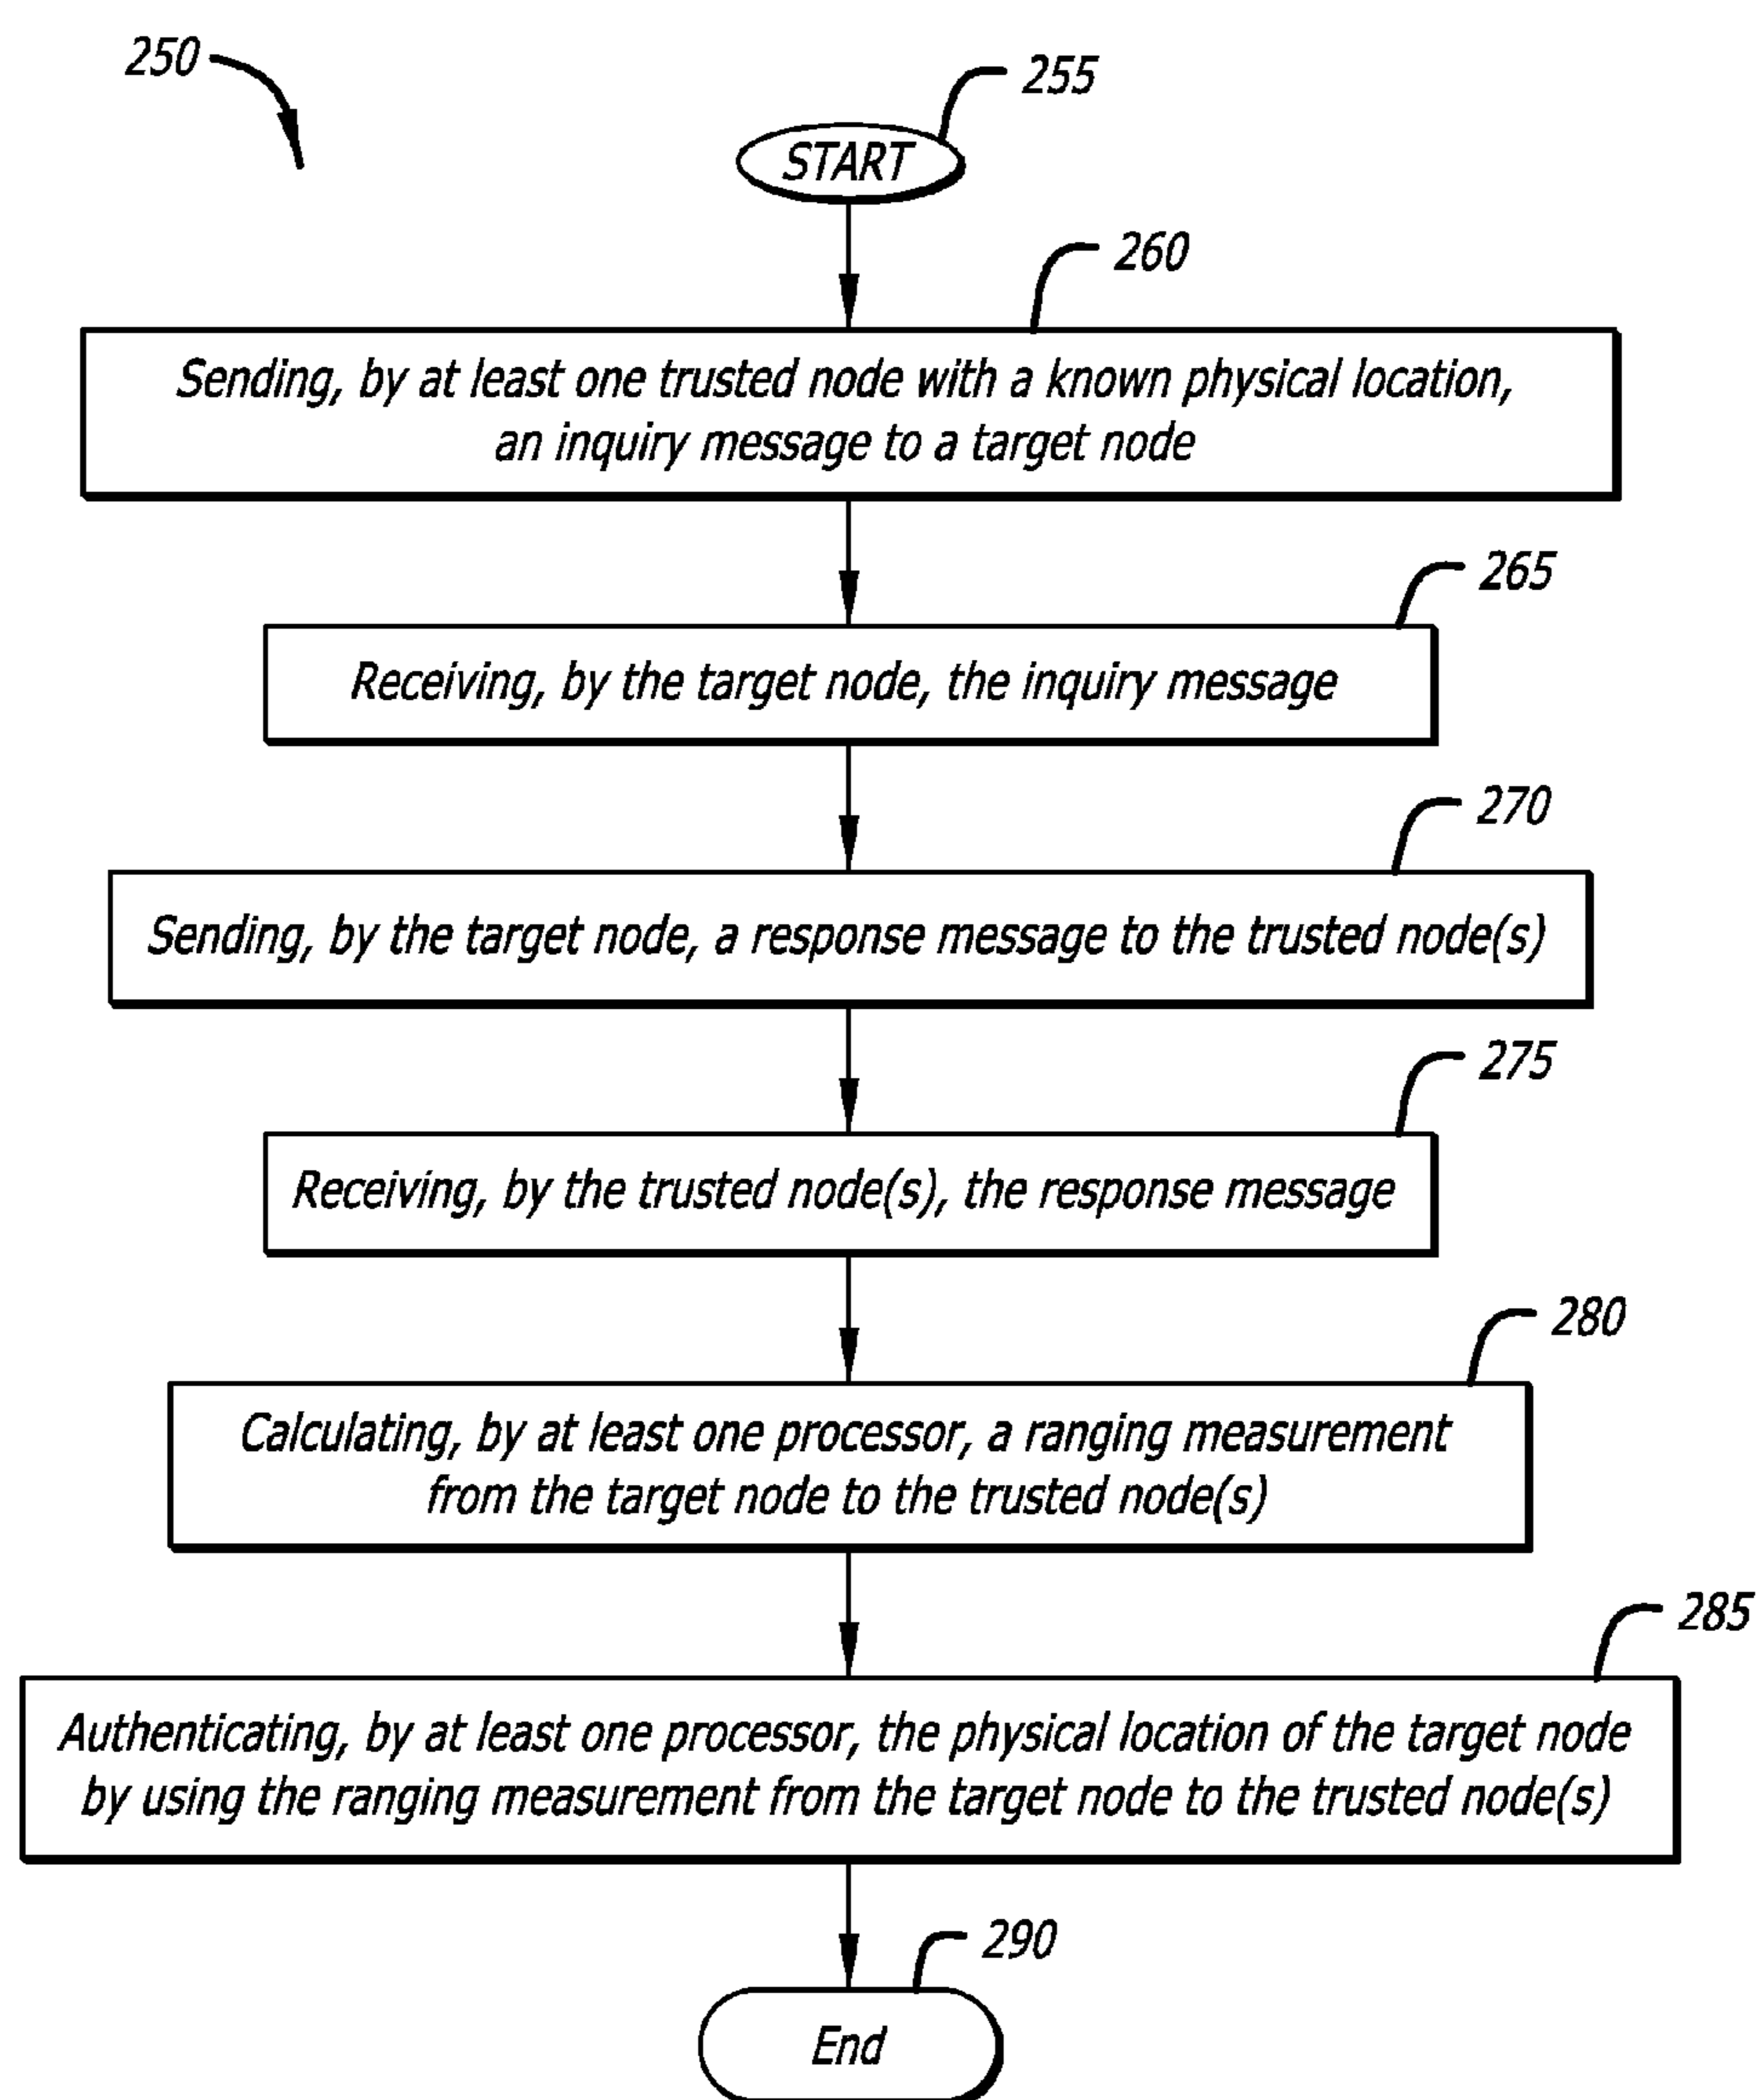 250
255
START
260
Sending, by at least one trusted node with a known physical location,
an inquiry message to a target node
265
Receiving, by the target node, the inquiry message
270
Sending, by the target node, a response message to the trusted node(s)
275
Receiving, by the trusted node(s), the response message
280
Calculating, by at least one processor, a ranging measurement
from the target node to the trusted node(s)
285
Authenticating, by at least one processor, the physical location of the target node
by using the ranging measurement from the target node to the trusted node(s)
290
End